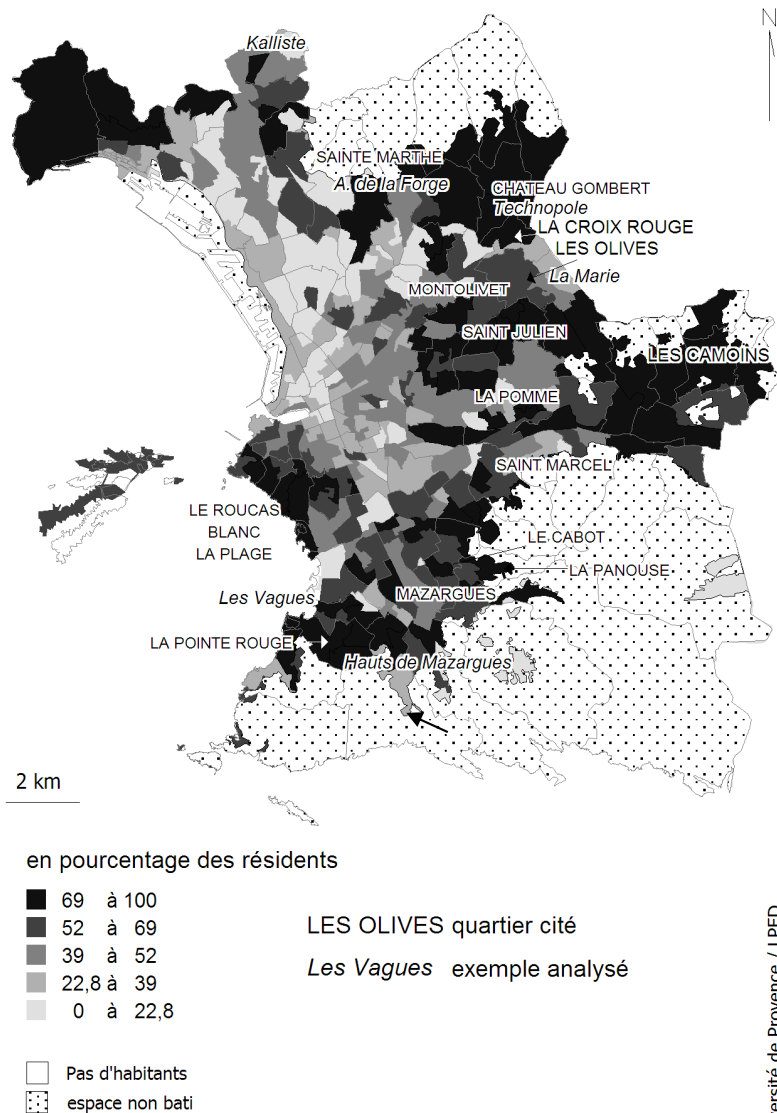 N
Kalliste
SAINTE MARTHE
A. de la Forge
CHATEAU GOMBERT
Technopole
LA CROIX ROUGE
LES OLIVES
La Marie
MONTOLIVET
SAINT JULIEN
LES CAMOINS
LA POMME
SAINT MARCEL
LE ROUCAS
BLANC
LA PLAGE
LE CABOT
LA PANOUSE
Les Vagues
MAZARGUES
LA POINTE ROUGE
Hauts de Mazargues
2 km
en pourcentage des résidents
69 à 100
52 à 69
39 à 52
22,8 à 39
0 à 22,8
LES OLIVES quartier cité
Les Vagues exemple analysé
Pas d'habitants
espace non bati
de Provence / LPED